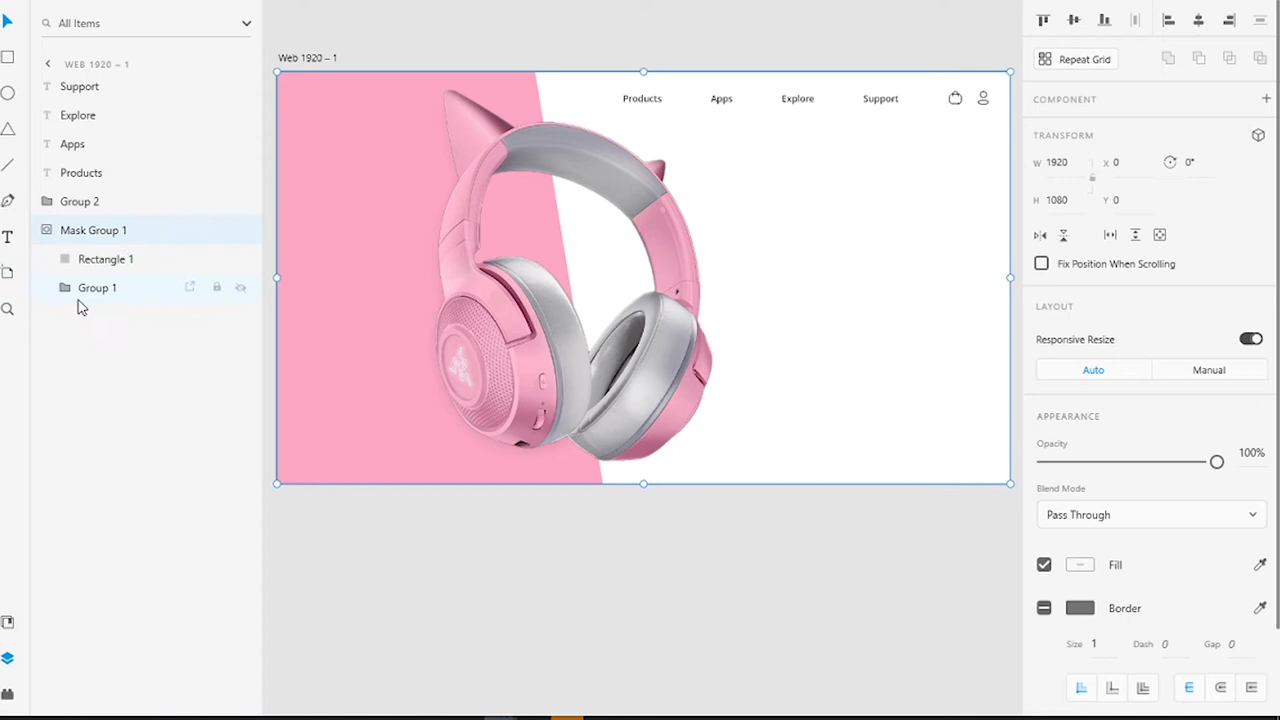 All Items
WEB 1920 – 1
Support
Explore
Apps
Products
Group 2
Mask Group 1
Rectangle 1
Group 1
Web 1920 – 1
Products Apps Explore Support
Repeat Grid
COMPONENT
TRANSFORM
W 1920 X 0 0°
H 1080 Y 0
Fix Position When Scrolling
LAYOUT
Responsive Resize
Auto Manual
APPEARANCE
Opacity
100%
Blend Mode
Pass Through
Fill
Border
Size 1 Dash 0 Gap 0